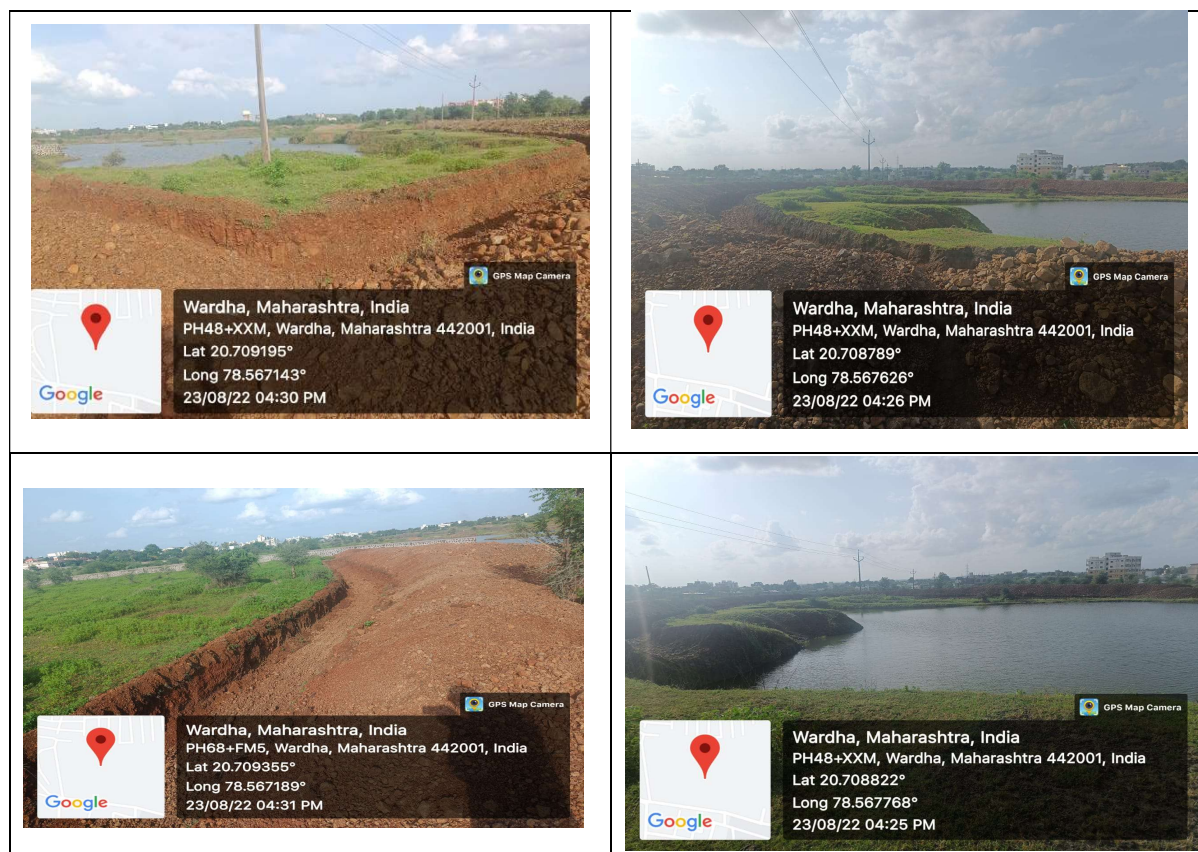 GPS Map Camera
Wardha, Maharashtra, India
PH48+XXM, Wardha, Maharashtra 442001, India
Lat 20.709195°
Long 78.567143°
23/08/22 04:30 PM
Google
GPS Map Camera
Wardha, Maharashtra, India
PH48+XXM, Wardha, Maharashtra 442001, India
Lat 20.708789°
Long 78.567626°
23/08/22 04:26 PM
Google
GPS Map Camera
Wardha, Maharashtra, India
PH68+FM5, Wardha, Maharashtra 442001, India
Lat 20.709355°
Long 78.567189°
23/08/22 04:31 PM
Google
GPS Map Camera
Wardha, Maharashtra, India
PH48+XXM, Wardha, Maharashtra 442001, India
Lat 20.708822°
Long 78.567768°
23/08/22 04:25 PM
Google